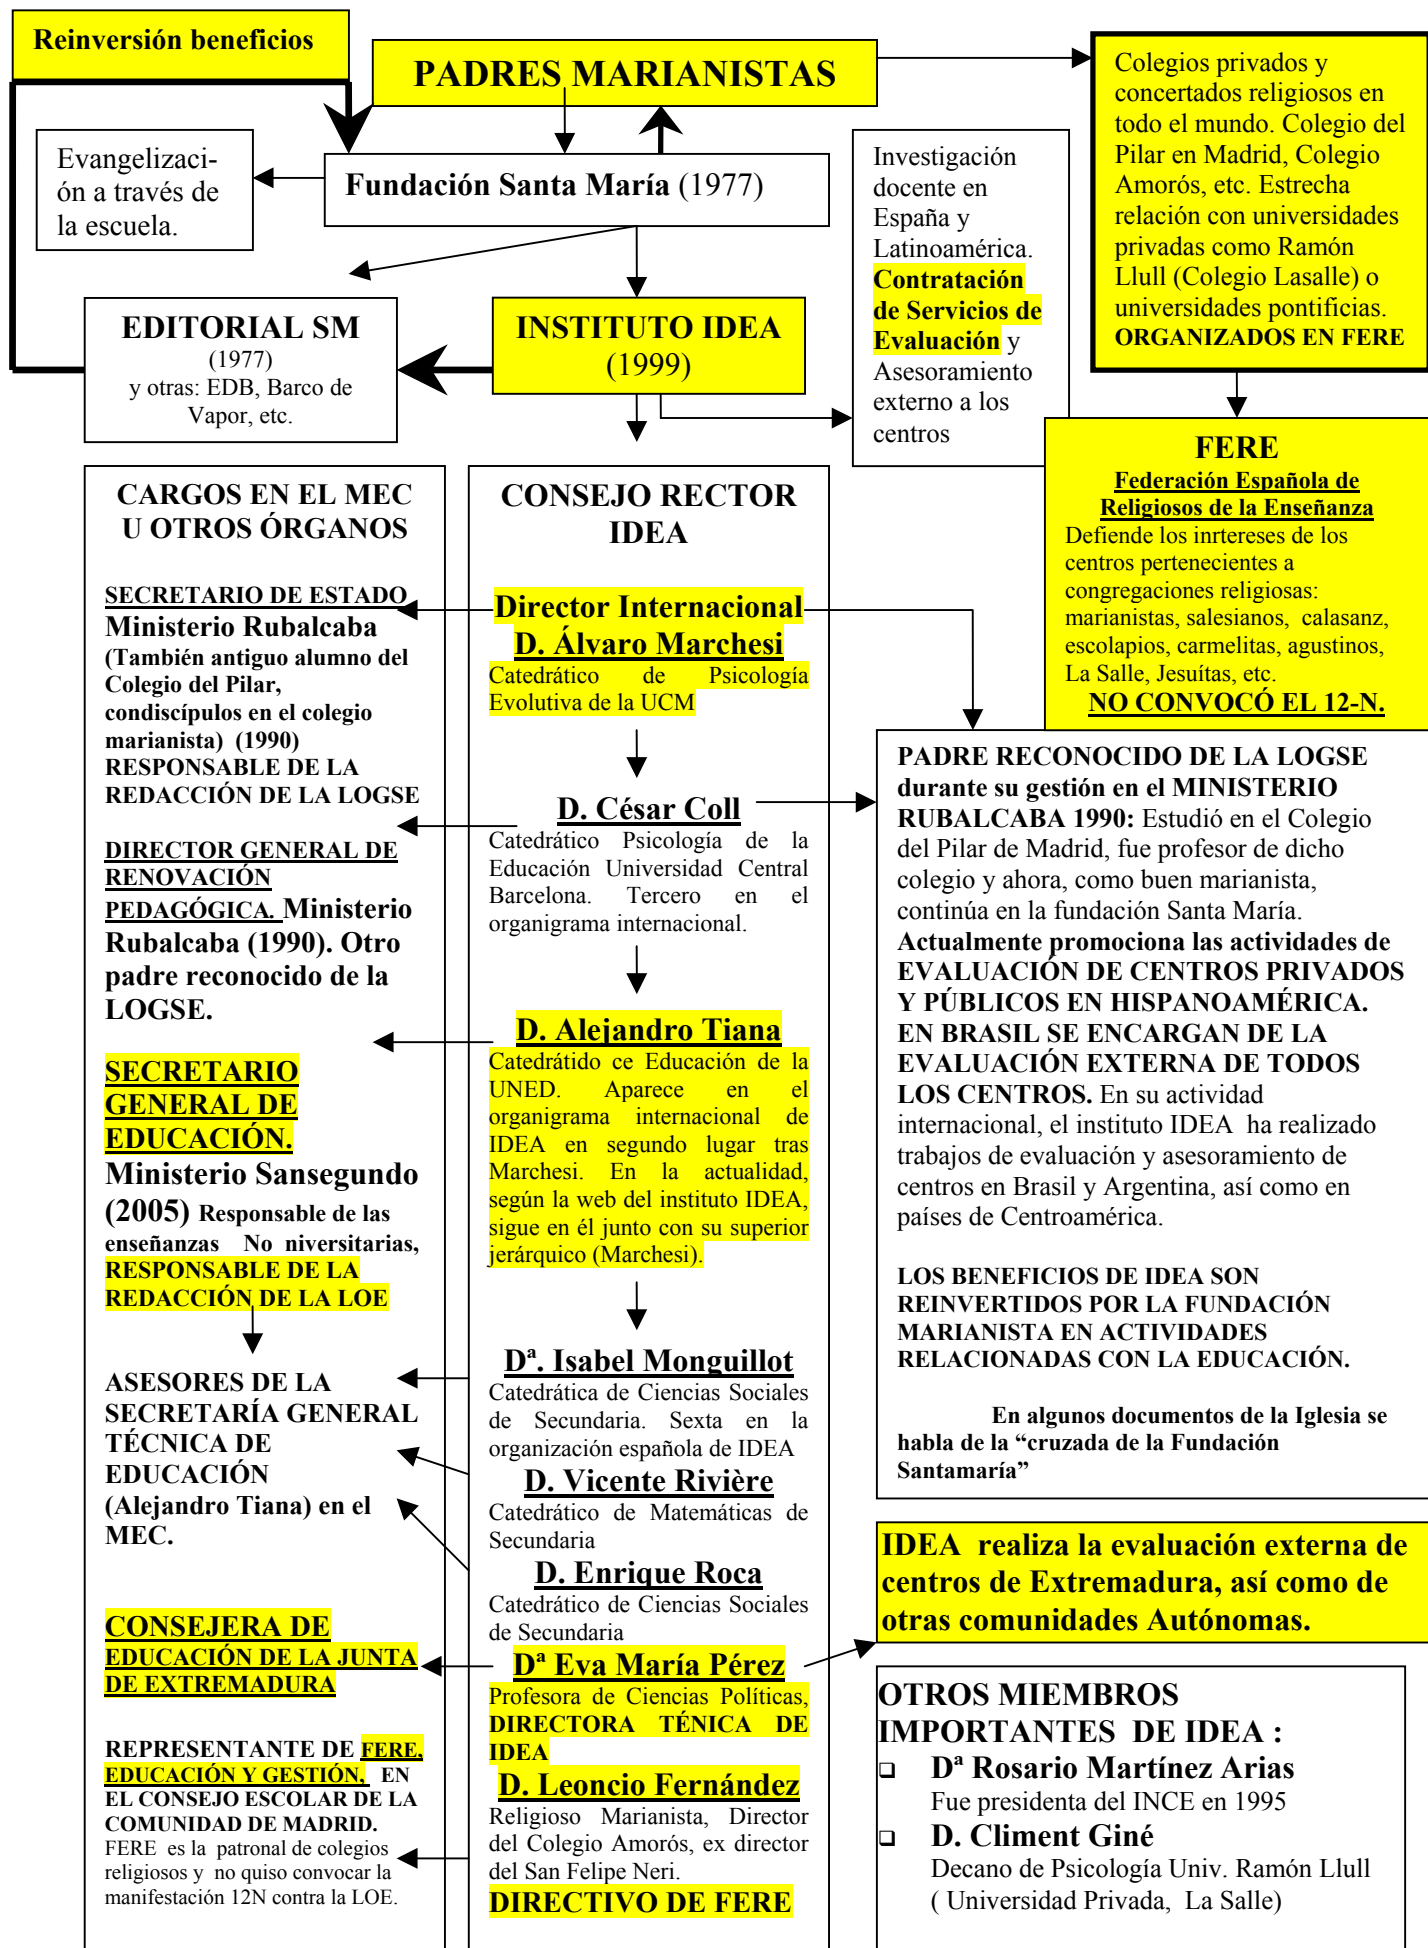 Reinversión beneficios
PADRES MARIANISTAS
Colegios privados y
concertados religiosos en
todo el mundo. Colegio del
Pilar en Madrid, Colegio
Amorós, etc. Estrecha
relación con universidades
privadas como Ramón
Llull (Colegio Lasalle) o
universidades pontificias.
ORGANIZADOS EN FERE
Evangelizaci-
ón a través de
la escuela.
Fundación Santa María (1977)
Investigación
docente en
España y
Latinoamérica.
Contratación
de Servicios de
Evaluación y
Asesoramiento
externo a los
centros
EDITORIAL SM
(1977)
y otras: EDB, Barco de
Vapor, etc.
INSTITUTO IDEA
(1999)
FERE
Federación Española de
Religiosos de la Enseñanza
Defiende los inrtereses de los
centros pertenecientes a
congregaciones religiosas:
marianistas, salesianos, calasanz,
escolapios, carmelitas, agustinos,
La Salle, Jesuítas, etc.
NO CONVOCÓ EL 12-N.
CARGOS EN EL MEC
U OTROS ÓRGANOS
SECRETARIO DE ESTADO
Ministerio Rubalcaba
(También antiguo alumno del
Colegio del Pilar,
condiscípulos en el colegio
marianista) (1990)
RESPONSABLE DE LA
REDACCIÓN DE LA LOGSE
DIRECTOR GENERAL DE
RENOVACIÓN
PEDAGÓGICA. Ministerio
Rubalcaba (1990). Otro
padre reconocido de la
LOGSE.
SECRETARIO
GENERAL DE
EDUCACIÓN.
Ministerio Sansegundo
(2005) Responsable de las
enseñanzas No niversitarias,
RESPONSABLE DE LA
REDACCIÓN DE LA LOE
ASESORES DE LA
SECRETARÍA GENERAL
TÉCNICA DE
EDUCACIÓN
(Alejandro Tiana) en el
MEC.
CONSEJERA DE
EDUCACIÓN DE LA JUNTA
DE EXTREMADURA
REPRESENTANTE DE FERE,
EDUCACIÓN Y GESTIÓN, EN
EL CONSEJO ESCOLAR DE LA
COMUNIDAD DE MADRID.
FERE es la patronal de colegios
religiosos y no quiso convocar la
manifestación 12N contra la LOE.
CONSEJO RECTOR
IDEA
Director Internacional
D. Álvaro Marchesi
Catedrático de Psicología
Evolutiva de la UCM
D. César Coll
Catedrático Psicología de la
Educación Universidad Central
Barcelona. Tercero en el
organigrama internacional.
D. Alejandro Tiana
Catedrátido ce Educación de la
UNED. Aparece en el
organigrama internacional de
IDEA en segundo lugar tras
Marchesi. En la actualidad,
según la web del instituto IDEA,
sigue en él junto con su superior
jerárquico (Marchesi).
Dª. Isabel Monguillot
Catedrática de Ciencias Sociales
de Secundaria. Sexta en la
organización española de IDEA
D. Vicente Rivière
Catedrático de Matemáticas de
Secundaria
D. Enrique Roca
Catedrático de Ciencias Sociales
de Secundaria
Dª Eva María Pérez
Profesora de Ciencias Políticas,
DIRECTORA TÉNICA DE
IDEA
D. Leoncio Fernández
Religioso Marianista, Director
del Colegio Amorós, ex director
del San Felipe Neri.
DIRECTIVO DE FERE
PADRE RECONOCIDO DE LA LOGSE
durante su gestión en el MINISTERIO
RUBALCABA 1990: Estudió en el Colegio
del Pilar de Madrid, fue profesor de dicho
colegio y ahora, como buen marianista,
continúa en la fundación Santa María.
Actualmente promociona las actividades de
EVALUACIÓN DE CENTROS PRIVADOS
Y PÚBLICOS EN HISPANOAMÉRICA.
EN BRASIL SE ENCARGAN DE LA
EVALUACIÓN EXTERNA DE TODOS
LOS CENTROS. En su actividad
internacional, el instituto IDEA ha realizado
trabajos de evaluación y asesoramiento de
centros en Brasil y Argentina, así como en
países de Centroamérica.
LOS BENEFICIOS DE IDEA SON
REINVERTIDOS POR LA FUNDACIÓN
MARIANISTA EN ACTIVIDADES
RELACIONADAS CON LA EDUCACIÓN.
En algunos documentos de la Iglesia se
habla de la “cruzada de la Fundación
Santamaría”
IDEA realiza la evaluación externa de
centros de Extremadura, así como de
otras comunidades Autónomas.
OTROS MIEMBROS
IMPORTANTES DE IDEA :
❑ Dª Rosario Martínez Arias
Fue presidenta del INCE en 1995
❑ D. Climent Giné
Decano de Psicología Univ. Ramón Llull
( Universidad Privada, La Salle)